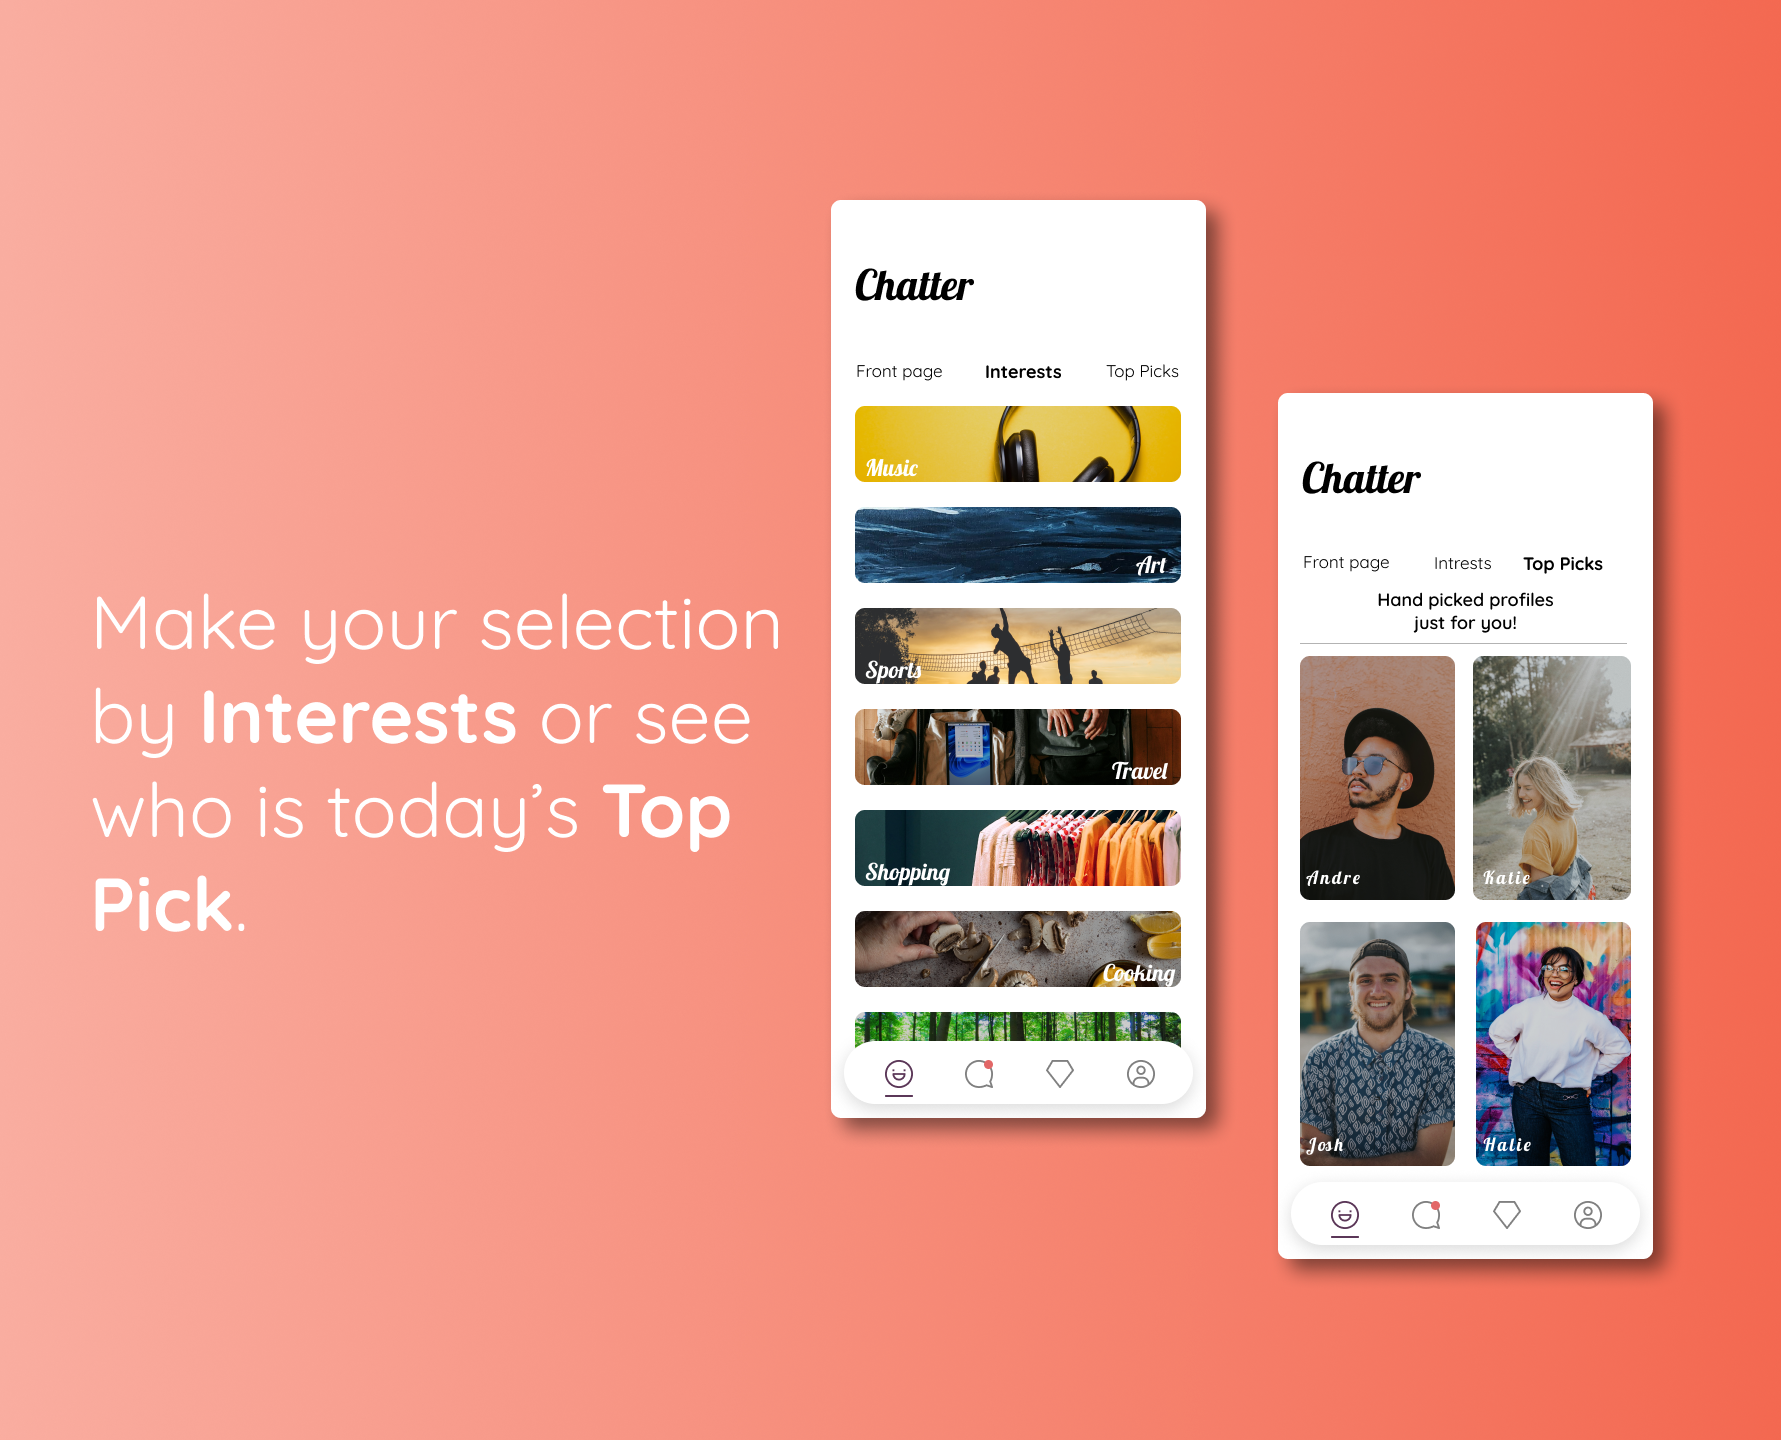 Make your selection
by Interests or see
who is today’s Top
Pick.
Chatter
Front page Interests Top Picks
Music
Art
Sports
Travel
Shopping
Cooking
Chatter
Front page Intrests Top Picks
Hand picked profiles
just for you!
Andre Katie
Josh Halie